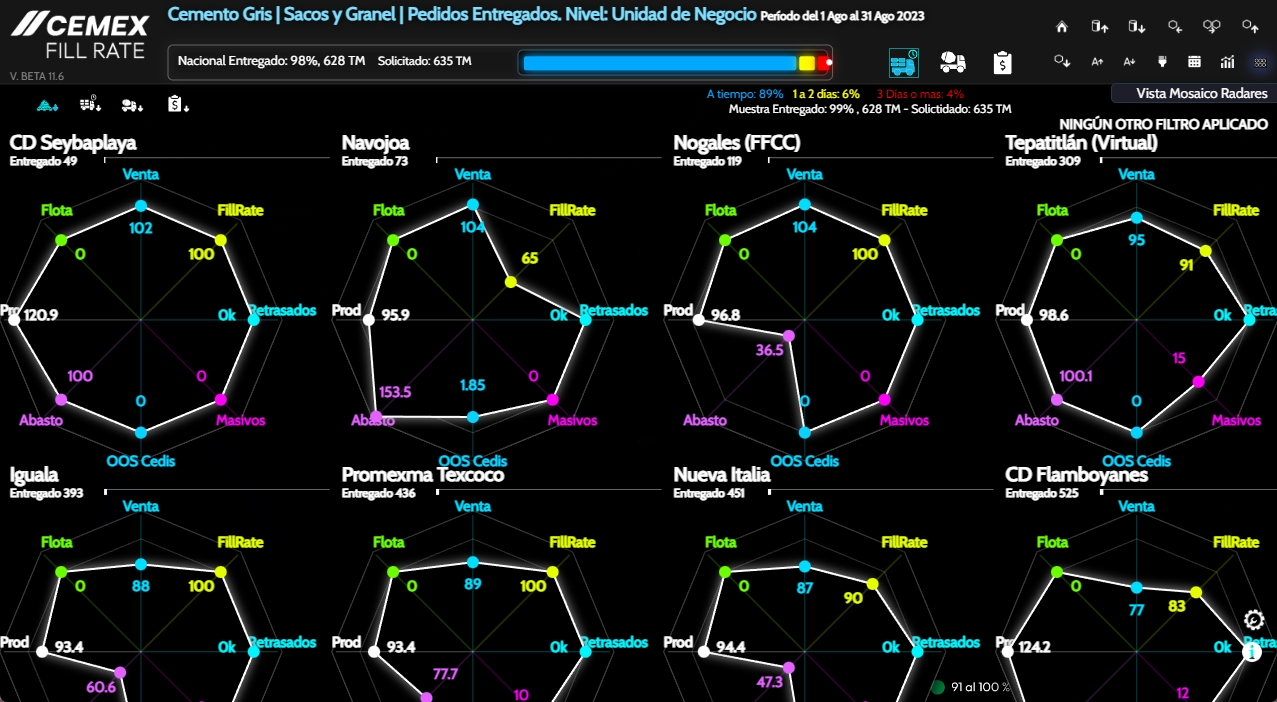 CEMEX
FILL RATE
V. BETA 11.6
Cemento Gris | Sacos y Granel | Pedidos Entregados. Nivel: Unidad de Negocio Período del 1 Ago al 31 Ago 2023
Nacional Entregado: 98%, 628 TM Solicitado: 635 TM
A tiempo: 89% 1 a 2 días: 6% 3 Días o mas: 4%
Muestra Entregado: 99% , 628 TM - Solictidado: 635 TM
Vista Mosaico Radares
NINGÚN OTRO FILTRO APLICADO
CD Seybaplaya
Entregado 49
Venta
Flota
FillRate
102
0
100
Pro
120.9
Ok
Retrasados
100
0
0
Abasto
Masivos
OOS Cedis
Navojoa
Entregado 73
Venta
Flota
FillRate
104
0
65
Prod
95.9
Ok
Retrasados
153.5
1.85
0
Abasto
Masivos
OOS Cedis
Nogales (FFCC)
Entregado 119
Venta
Flota
FillRate
104
0
100
Prod
96.8
Ok
Retrasados
36.5
0
0
Abasto
Masivos
OOS Cedis
Tepatitlán (Virtual)
Entregado 309
Venta
Flota
FillRate
95
0
91
Prod
98.6
Ok
Retra
100.1
15
0
Abasto
Masivos
OOS Cedis
Iguala
Entregado 393
Venta
Flota
FillRate
88
0
100
Prod
93.4
Ok
Retrasados
60.6
Promexma Texcoco
Entregado 436
Venta
Flota
FillRate
89
0
100
Prod
93.4
Ok
Retrasados
77.7
10
Nueva Italia
Entregado 451
Venta
Flota
FillRate
87
0
90
Prod
94.4
Ok
Retrasados
47.3
CD Flamboyanes
Entregado 525
Venta
Flota
FillRate
77
0
83
Pr
124.2
Ok
Retra
12
91 al 100 %